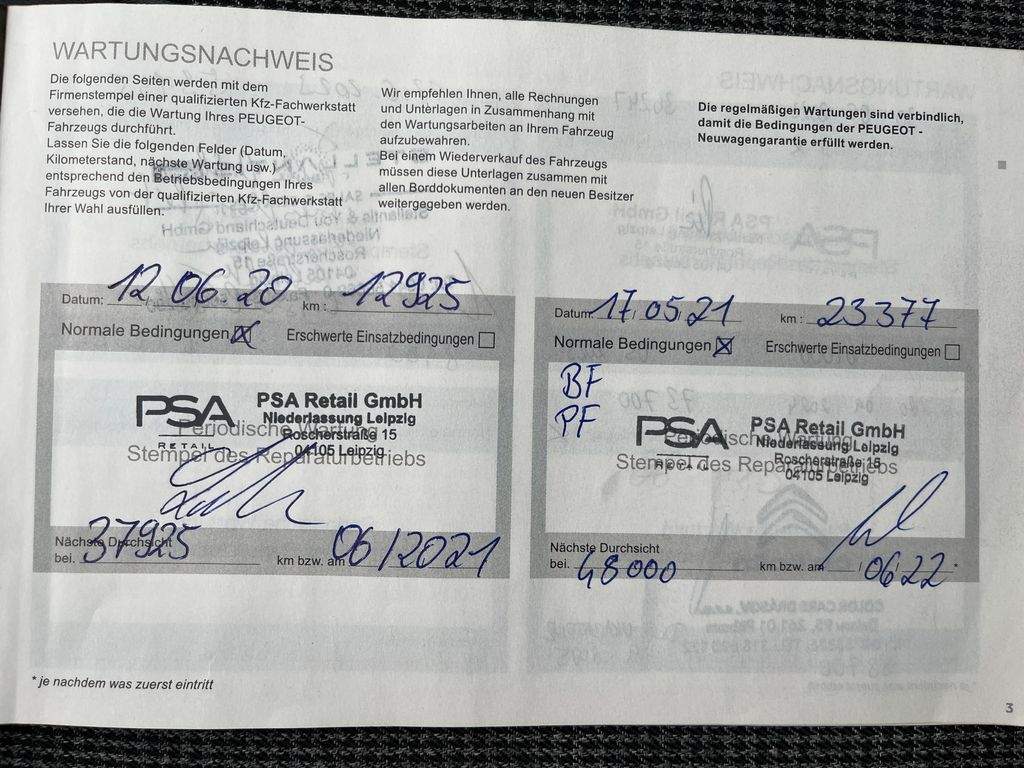 WARTUNGSNACHWEIS
Die folgenden Seiten werden mit dem
Firmenstempel einer qualifizierten Kfz-Fachwerkstatt
versehen, die die Wartung Ihres PEUGEOT-
Fahrzeugs durchführt.
Lassen Sie die folgenden Felder (Datum,
Kilometerstand, nächste Wartung usw.)
entsprechend den Betriebsbedingungen Ihres
Fahrzeugs von der qualifizierten Kfz-Fachwerkstatt
Ihrer Wahl ausfüllen:
Wir empfehlen Ihnen, alle Rechnungen
und Unterlagen in Zusammenhang mit
den Wartungsarbeiten an Ihrem Fahrzeug
aufzubewahren.
Bei einem Wiederverkauf des Fahrzeugs
müssen diese Unterlagen zusammen mit
allen Borddokumenten an den neuen Besitzer
weitergegeben werden.
Die regelmäßigen Wartungen sind verbindlich,
damit die Bedingungen der PEUGEOT -
Neuwagengarantie erfüllt werden.
Datum: 12.06.20 km : 12925
Normale Bedingungen Erschwerte Einsatzbedingungen
PSA
RETAIL
PSA Retail GmbH
Niederlassung Leipzig
Roscherstraße 15
04105 Leipzig
Periodische Wartung
Stempel des Reparaturbetriebs
Nächste Durchsicht
bei. 37925 km bzw. am 06/2021
Datum: 17/05/21 km : 23377
Normale Bedingungen Erschwerte Einsatzbedingungen
BF
PF
PSA
RETAIL
PSA Retail GmbH
Niederlassung Leipzig
Roscherstraße 15
04105 Leipzig
Periodische Wartung
Stempel des Reparaturbetriebs
Nächste Durchsicht
bei. 48000 km bzw. am / 06/22 *
* je nachdem was zuerst eintritt
3